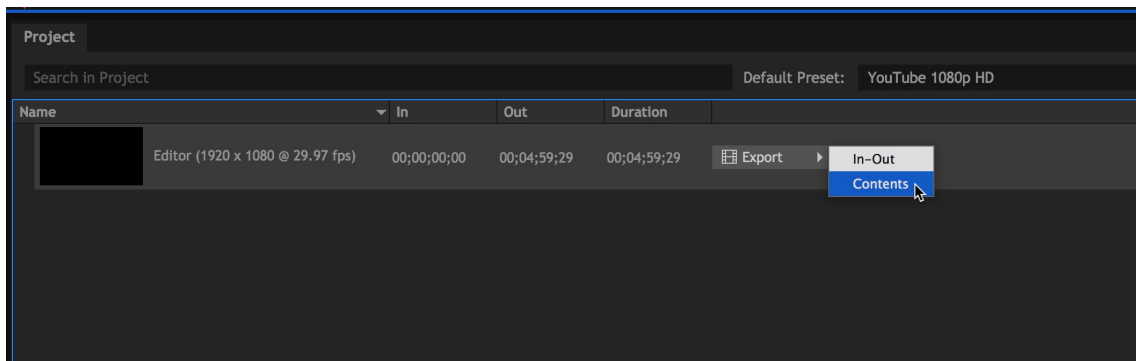 Project
Search in Project Default Preset: YouTube 1080p HD
Name In Out Duration
Editor (1920 x 1080 @ 29.97 fps) 00;00;00;00 00;04;59;29 00;04;59;29 Export In-Out
Contents